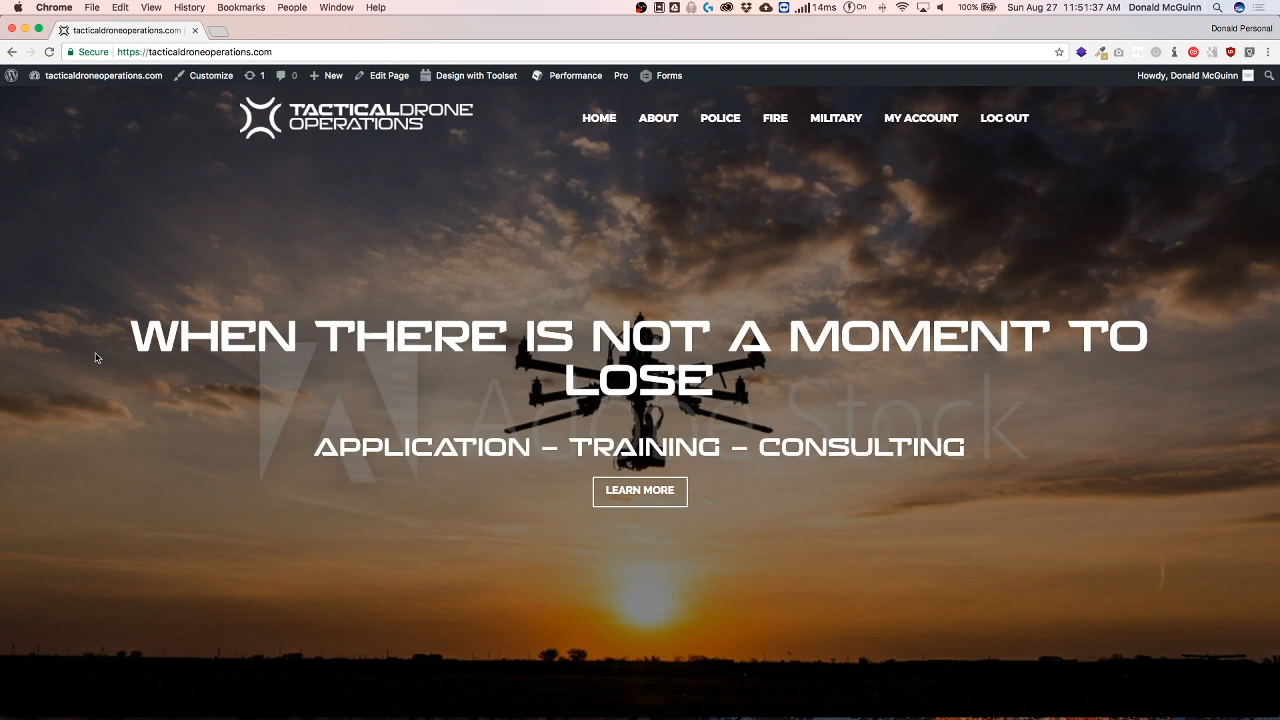 Chrome File Edit View History Bookmarks People Window Help 14ms On 100% Sun Aug 27 11:51:37 AM Donald McGuinn
tacticaldroneoperations.com | Donald Personal
Secure https://tacticaldroneoperations.com
tacticaldroneoperations.com Customize 1 0 New Edit Page Design with Toolset Performance Pro Forms Howdy, Donald McGuinn
TACTICALDRONE
OPERATIONS
HOME ABOUT POLICE FIRE MILITARY MY ACCOUNT LOG OUT
WHEN THERE IS NOT A MOMENT TO
LOSE
Adobe Stock
APPLICATION – TRAINING – CONSULTING
LEARN MORE